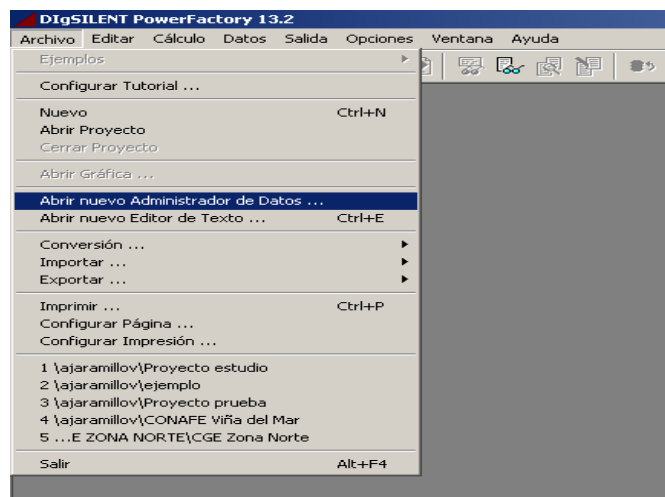 DIgSILENT PowerFactory 13.2
Archivo Editar Cálculo Datos Salida Opciones Ventana Ayuda
Ejemplos
Configurar Tutorial ...
Nuevo Ctrl+N
Abrir Proyecto
Cerrar Proyecto
Abrir Gráfica ...
Abrir nuevo Administrador de Datos ...
Abrir nuevo Editor de Texto ... Ctrl+E
Conversión ...
Importar ...
Exportar ...
Imprimir ... Ctrl+P
Configurar Página ...
Configurar Impresión ...
1 \ajaramillov\Proyecto estudio
2 \ajaramillov\ejemplo
3 \ajaramillov\Proyecto prueba
4 \ajaramillov\CONAFE Viña del Mar
5 ...E ZONA NORTE\CGE Zona Norte
Salir Alt+F4